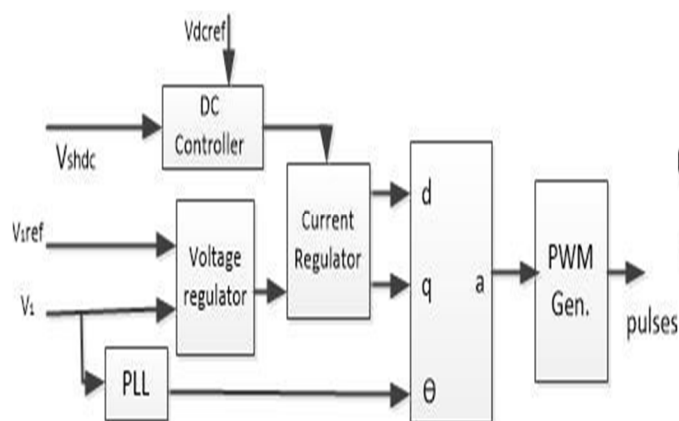 Vdcref
DC
Controller
Vshdc
V1ref
Voltage
regulator
V1
Current
Regulator
PLL
d
q
a
θ
PWM
Gen.
pulses